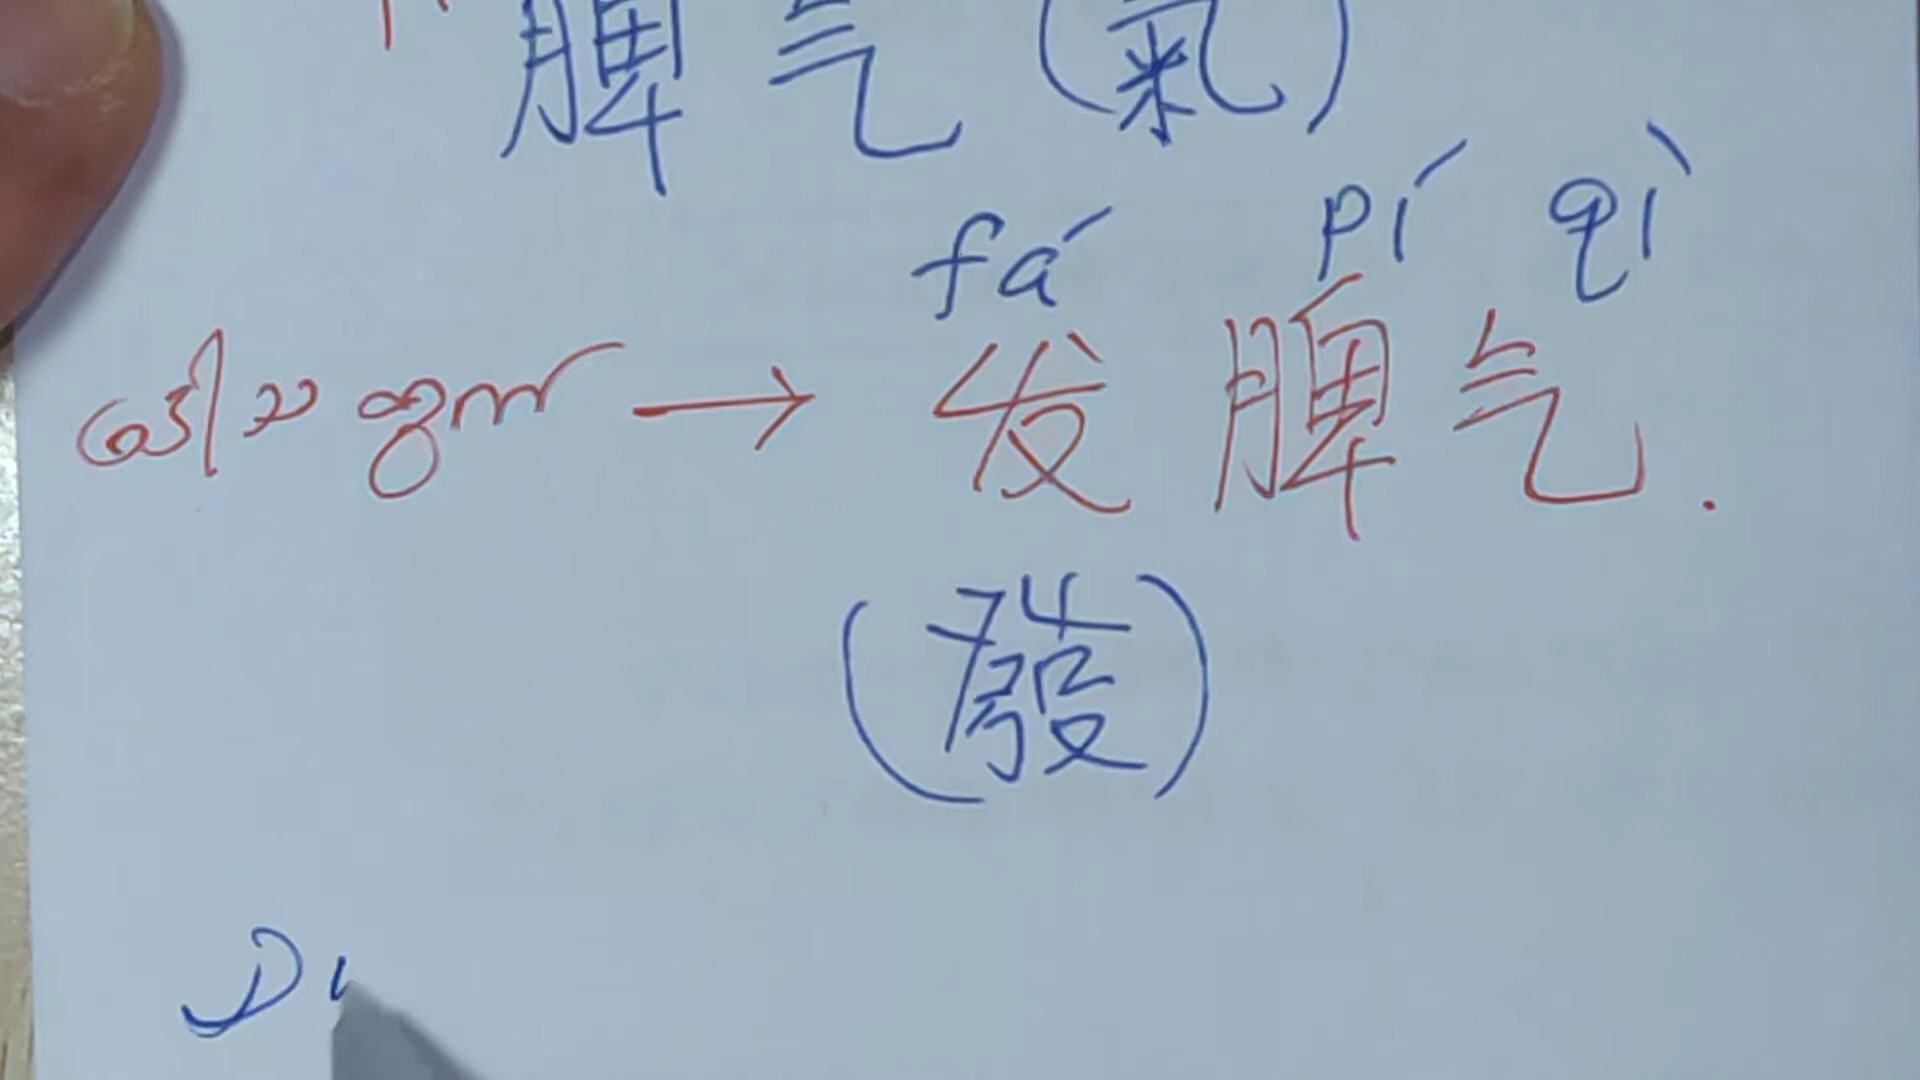 脾气(氣)
fá pí qì
ဒေါသထွက် → 发脾气.
(發)